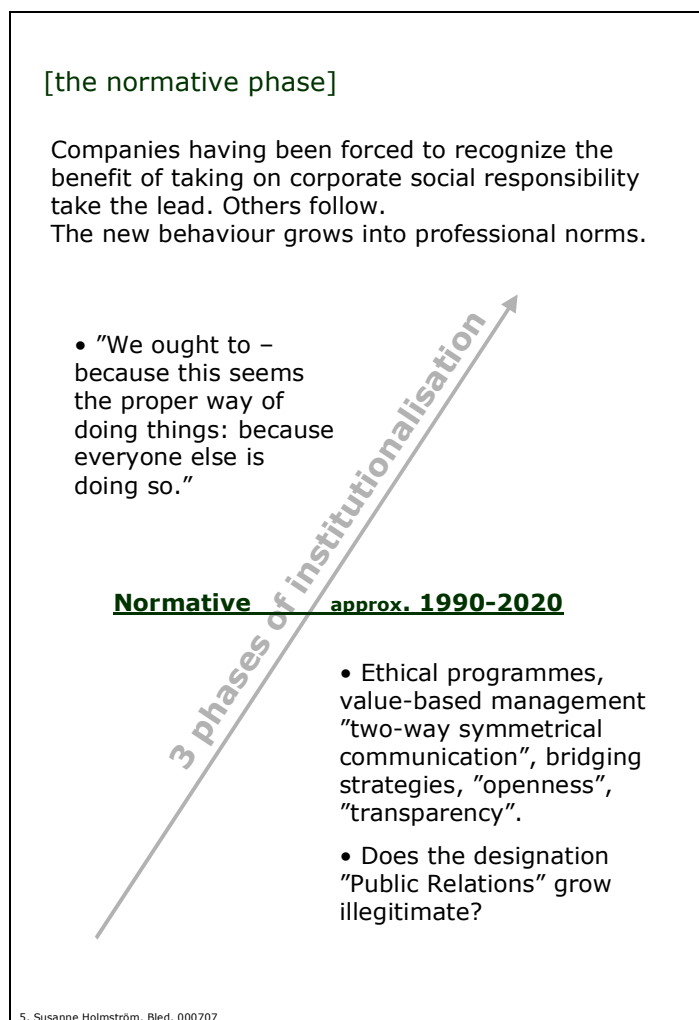 [the normative phase]
Companies having been forced to recognize the
benefit of taking on corporate social responsibility
take the lead. Others follow.
The new behaviour grows into professional norms.
• ”We ought to –
because this seems
the proper way of
doing things: because
everyone else is
doing so.”
3 phases of institutionalisation
Normative approx. 1990-2020
• Ethical programmes,
value-based management
”two-way symmetrical
communication”, bridging
strategies, ”openness”,
”transparency”.
• Does the designation
”Public Relations” grow
illegitimate?
5. Susanne Holmström, Bled, 000707